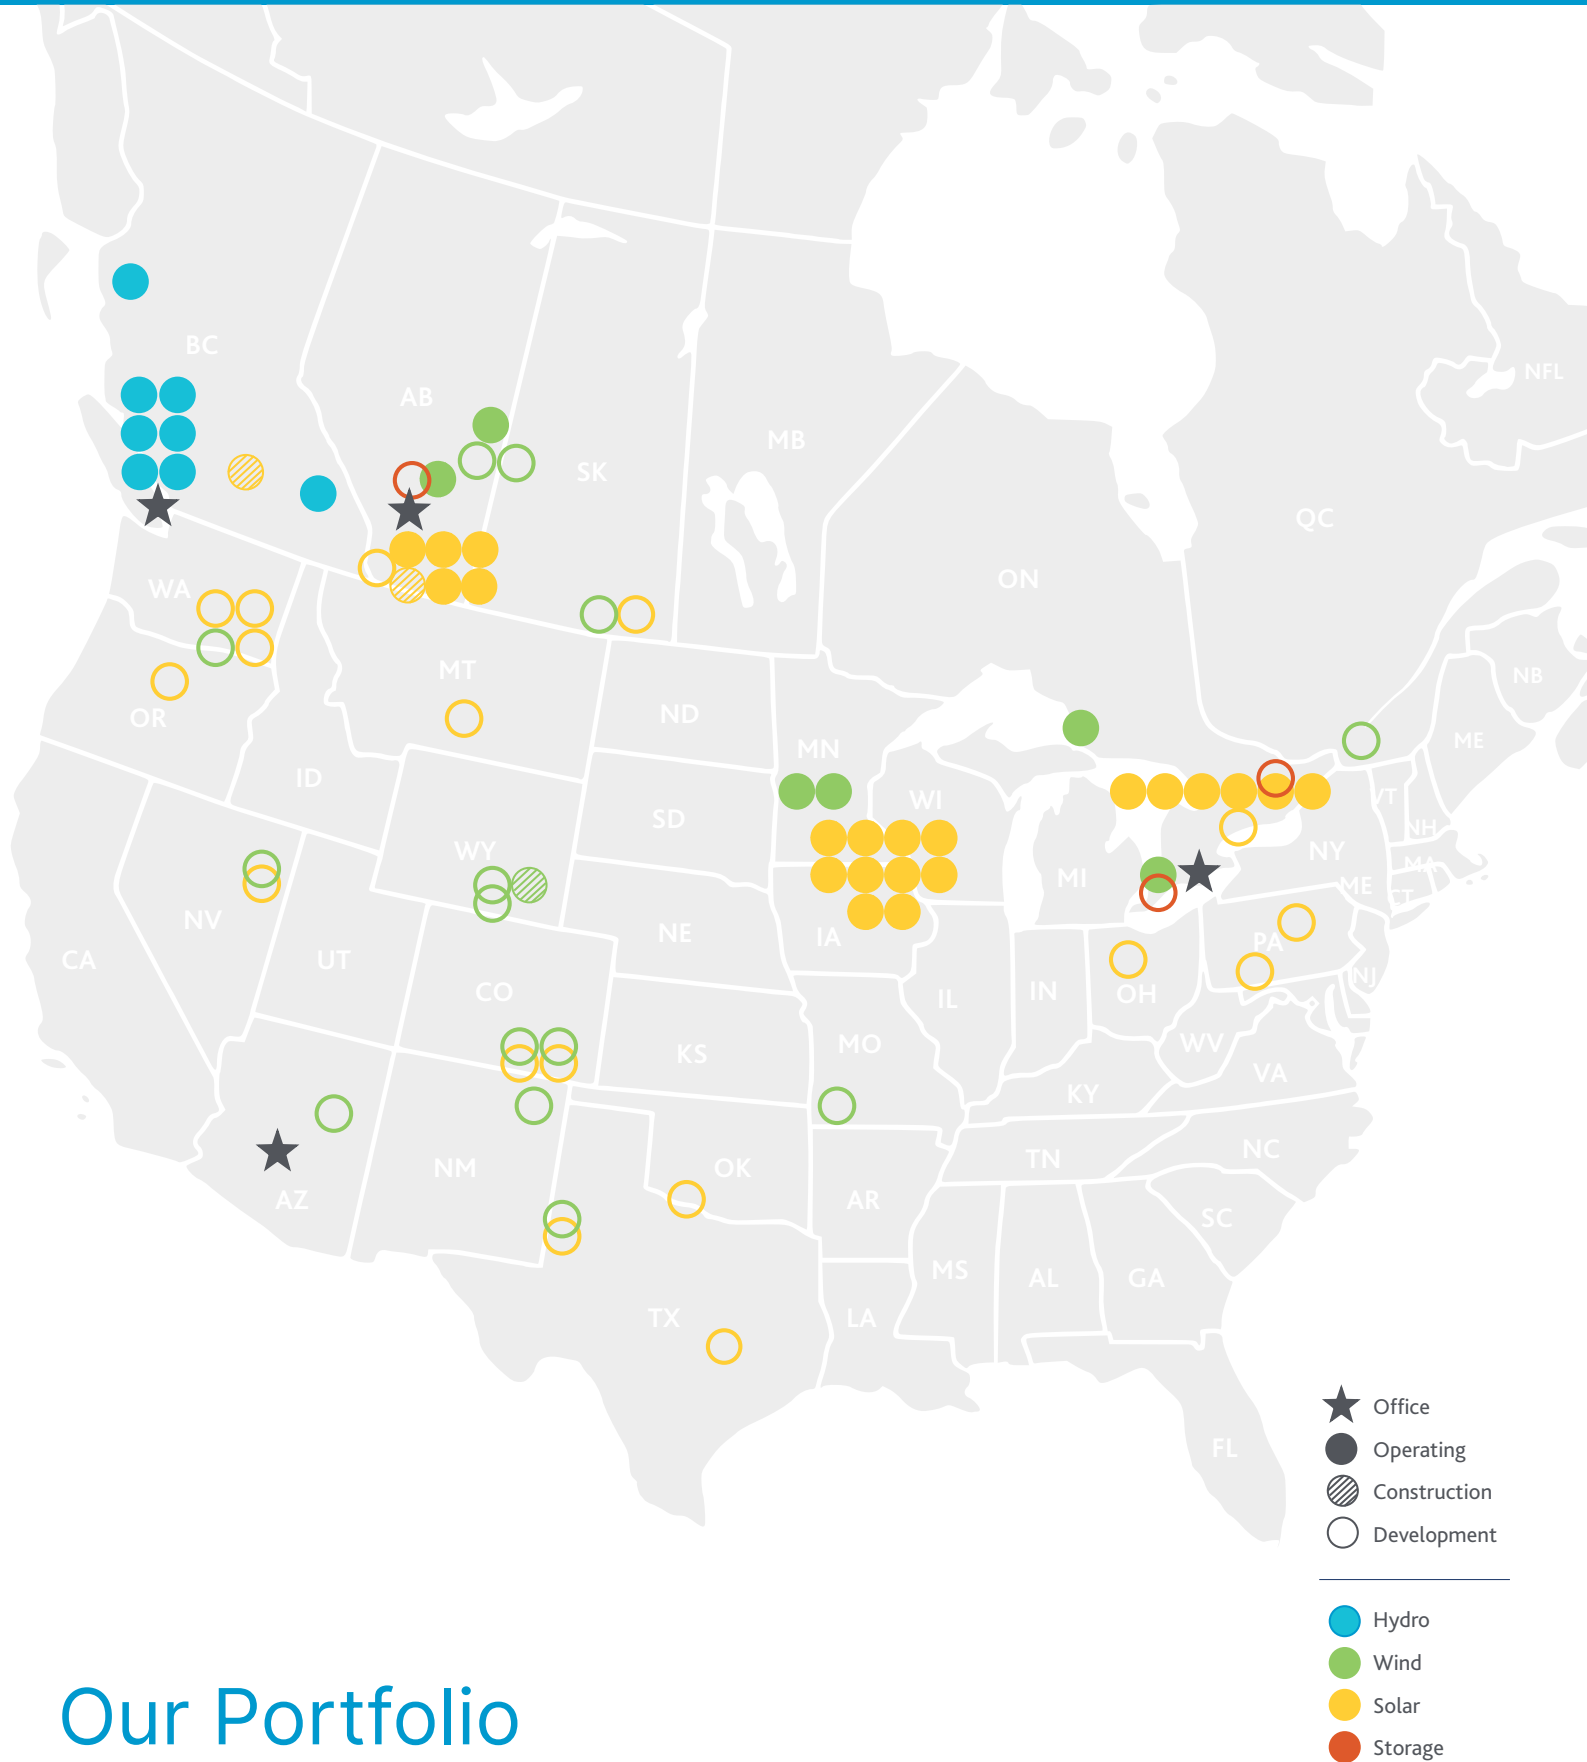 BC
AB
SK
MB
ON
QC
NFL
NB
WA
MT
ND
MN
ME
OR
ID
SD
WI
VT
NH
WY
MI
NY
MA
ME
CT
NV
NE
IA
PA
CA
UT
CO
IL
IN
OH
NJ
KS
MO
WV
VA
KY
NM
OK
TN
NC
AZ
AR
SC
MS
AL
GA
TX
LA
FL
Office
Operating
Construction
Development
Hydro
Wind
Solar
Storage
Our Portfolio